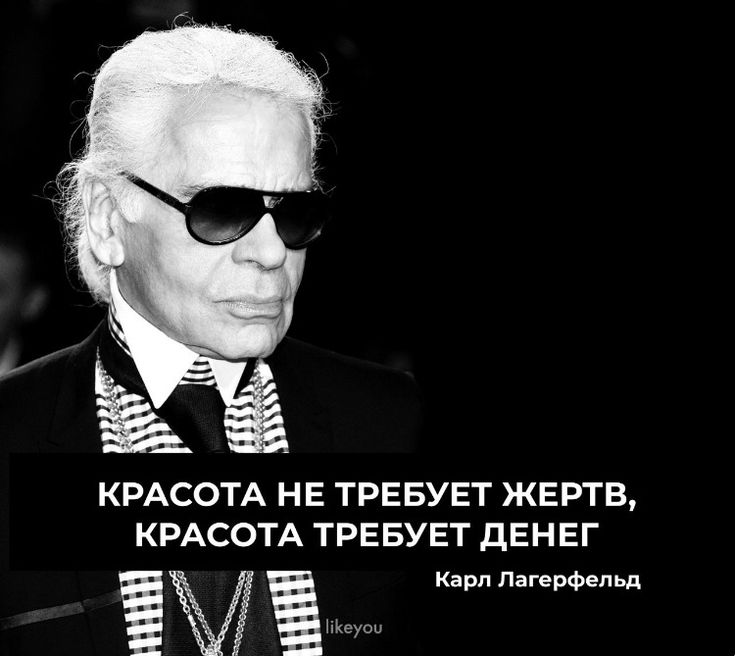 КРАСОТА НЕ ТРЕБУЕТ ЖЕРТВ,
КРАСОТА ТРЕБУЕТ ДЕНЕГ
Карл Лагерфельд
likeyou